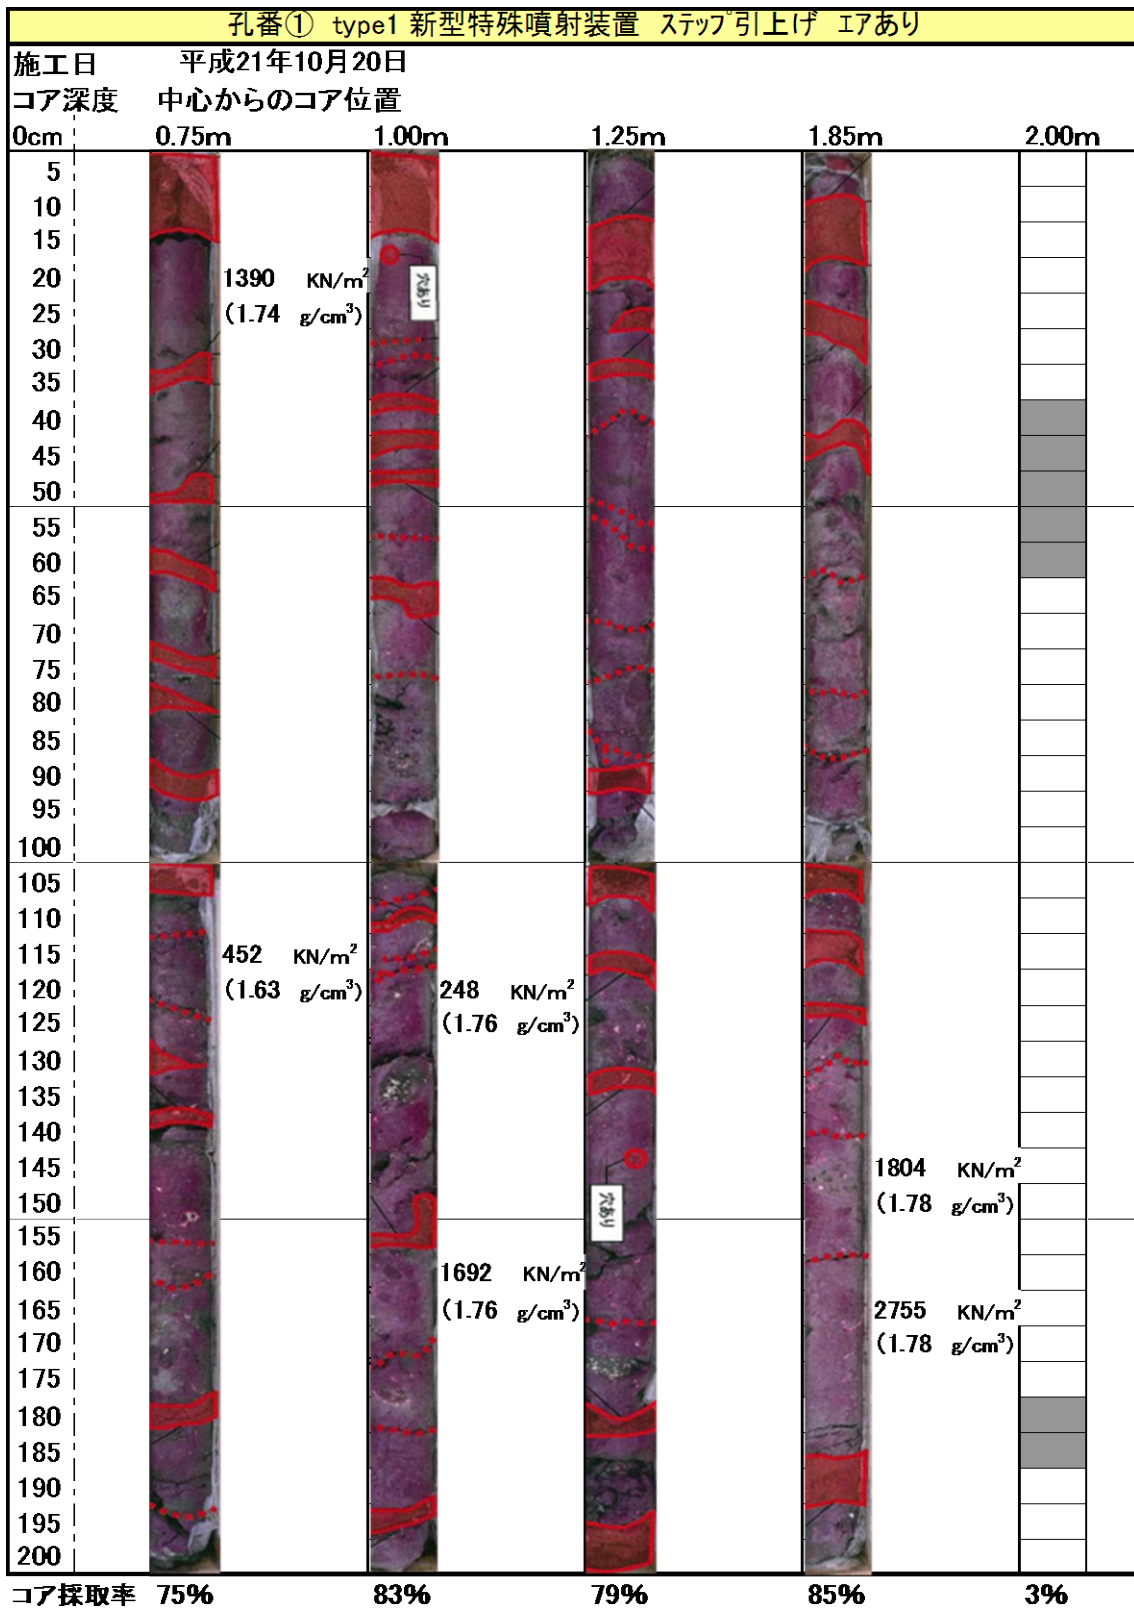 孔番① type1 新型特殊噴射装置 ステップ引上げ エアあり
施工日 平成21年10月20日
コア深度 中心からのコア位置
0cm 0.75m 1.00m 1.25m 1.85m 2.00m
5
10
15
20 1390 KN/m² 穴あり
25 (1.74 g/cm³)
30
35
40
45
50
55
60
65
70
75
80
85
90
95
100
105
110
115 452 KN/m²
120 (1.63 g/cm³) 248 KN/m²
125 (1.76 g/cm³)
130
135
140
145 1804 KN/m²
150 穴あり (1.78 g/cm³)
155
160 1692 KN/m²
165 (1.76 g/cm³) 2755 KN/m²
170 (1.78 g/cm³)
175
180
185
190
195
200
コア採取率 75% 83% 79% 85% 3%